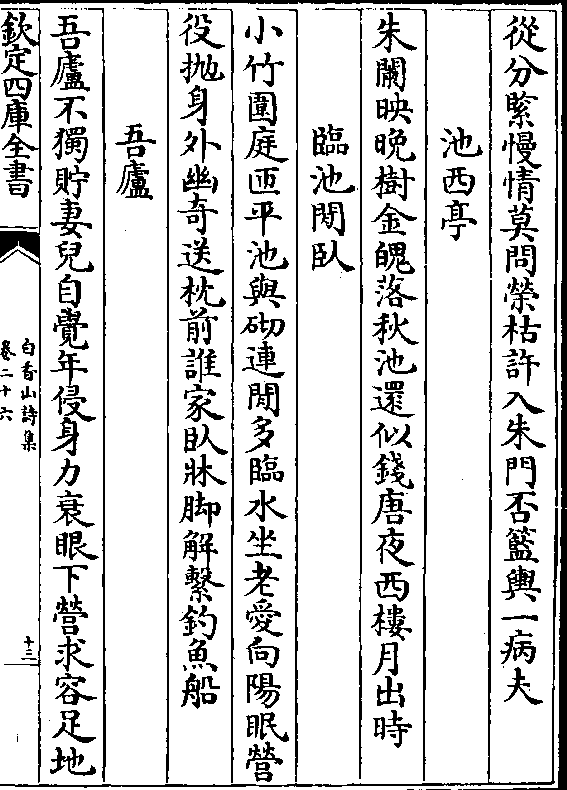 從分緊慢情莫問榮枯許入朱門否籃輿一病夫
池西亭
朱闌映晚樹金魄落秋池還似錢唐夜西樓月出時
臨池閒臥
小竹圍庭匝平池與砌連閒多臨水坐老愛向陽眠營
役抛身外幽奇送枕前誰家臥牀脚解繫釣魚船
吾廬
吾廬不獨貯妻兒自覺年侵身力衰眼下營求容足地
欽定四庫全書
白香山詩集
卷二十六
十三